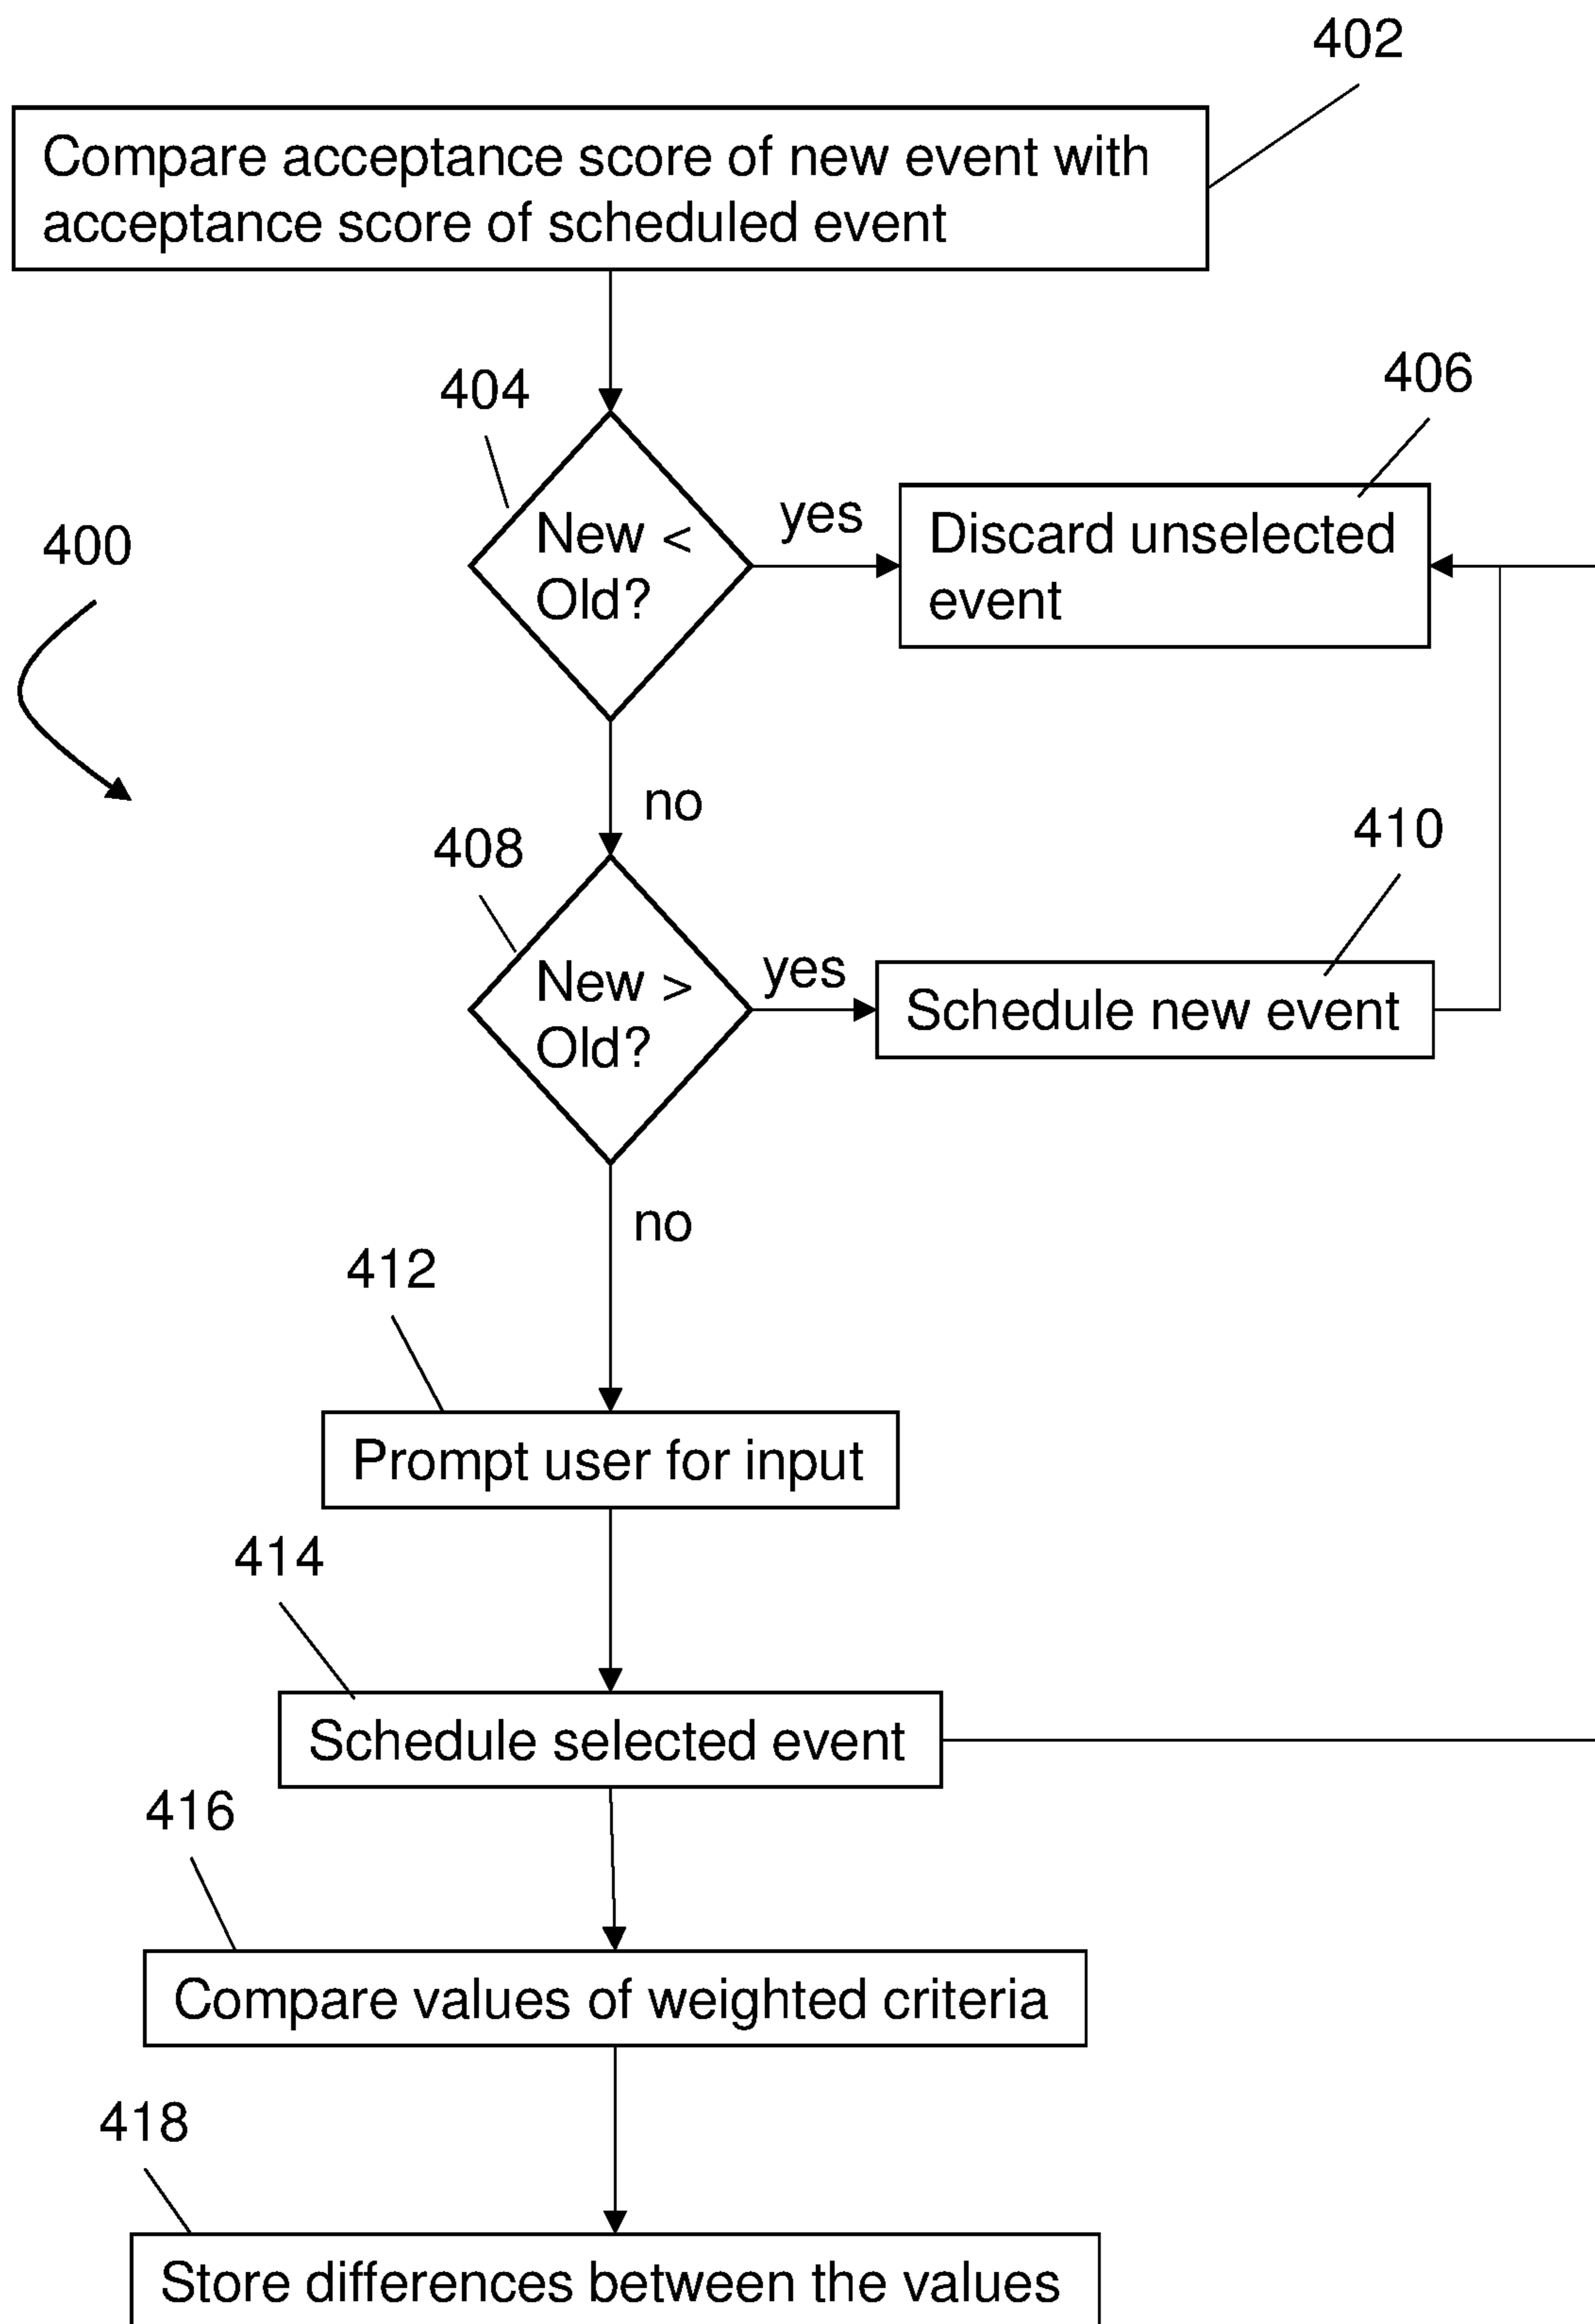 402
Compare acceptance score of new event with
acceptance score of scheduled event
404
406
New <
Old?
yes
Discard unselected
event
400
no
408
410
New >
Old?
yes
Schedule new event
no
412
Prompt user for input
414
Schedule selected event
416
Compare values of weighted criteria
418
Store differences between the values